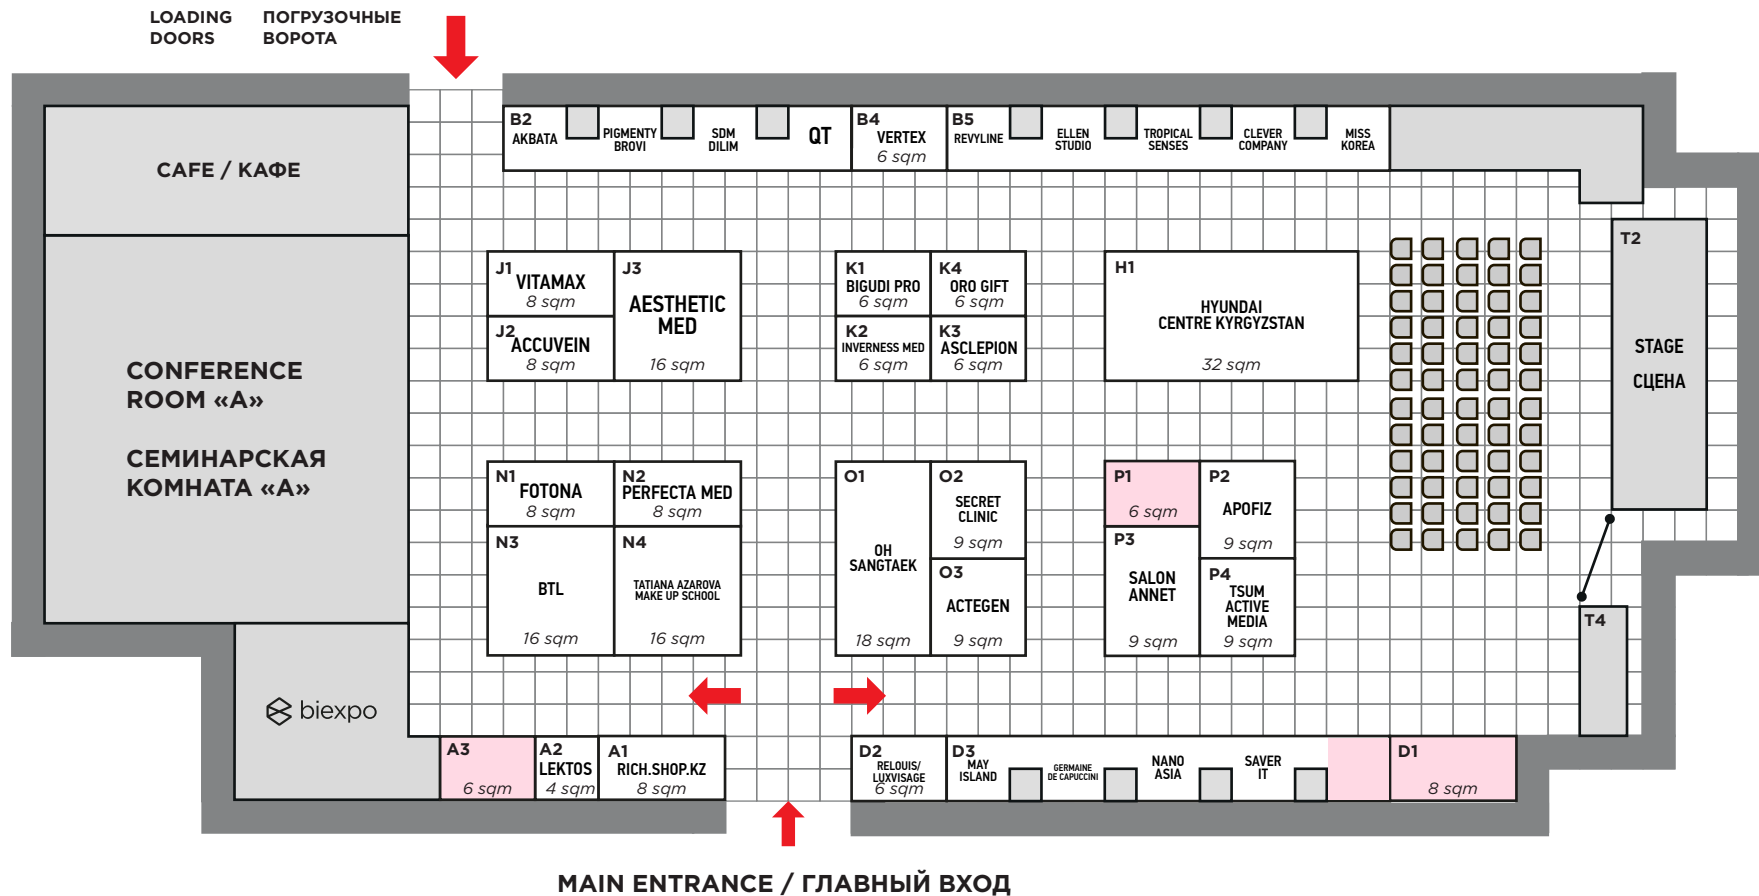 LOADING
DOORS
ПОГРУЗОЧНЫЕ
ВОРОТА
CAFE / КАФЕ
CONFERENCE
ROOM «A»
СЕМИНАРСКАЯ
КОМНАТА «А»
biexpo
B2
АКВАТА
PIGMENTY
BROVI
SDM
DILIM
QT
B4
VERTEX
6 sqm
B5
REVYLINE
ELLEN
STUDIO
TROPICAL
SENSES
CLEVER
COMPANY
MISS
KOREA
J1
VITAMAX
8 sqm
J2
ACCUVEIN
8 sqm
J3
AESTHETIC
MED
16 sqm
K1
BIGUDI PRO
6 sqm
K4
ORO GIFT
6 sqm
K2
INVERNESS MED
6 sqm
K3
ASCLEPION
6 sqm
H1
HYUNDAI
CENTRE KYRGYZSTAN
32 sqm
T2
STAGE
СЦЕНА
N1
FOTONA
8 sqm
N2
PERFECTA MED
8 sqm
N3
BTL
16 sqm
N4
TATIANA AZAROVA
MAKE UP SCHOOL
16 sqm
O1
OH
SANGTAEK
18 sqm
O2
SECRET
CLINIC
9 sqm
O3
ACTEGEN
9 sqm
P1
6 sqm
P2
APOFIZ
9 sqm
P3
SALON
ANNET
9 sqm
P4
TSUM
ACTIVE
MEDIA
9 sqm
T4
A3
6 sqm
A2
LEKTOS
4 sqm
A1
RICH.SHOP.KZ
8 sqm
D2
RELOUIS/
LUXVISAGE
6 sqm
D3
MAY
ISLAND
GERMAINE
DE CAPUCCINI
NANO
ASIA
SAVER
IT
D1
8 sqm
MAIN ENTRANCE / ГЛАВНЫЙ ВХОД